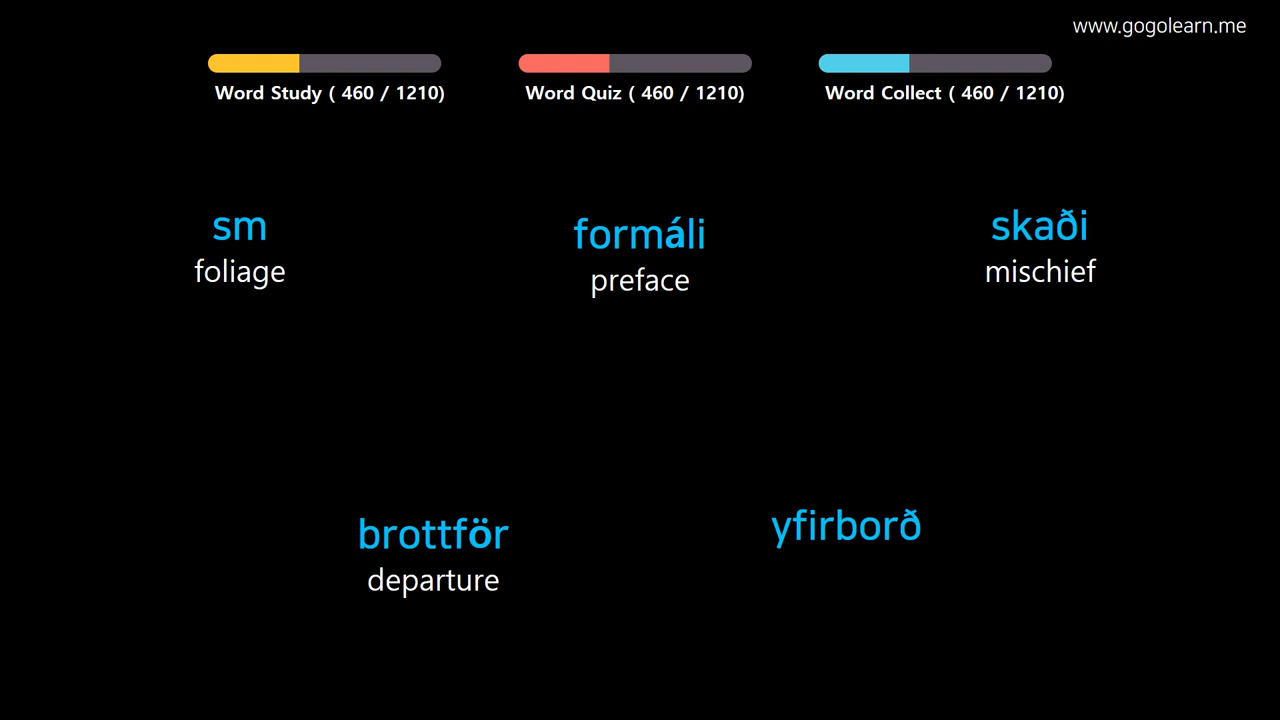 www.gogolearn.me
Word Study ( 460 / 1210)
Word Quiz ( 460 / 1210)
Word Collect ( 460 / 1210)
sm
foliage
formáli
preface
skaði
mischief
brottför
departure
yfirborð